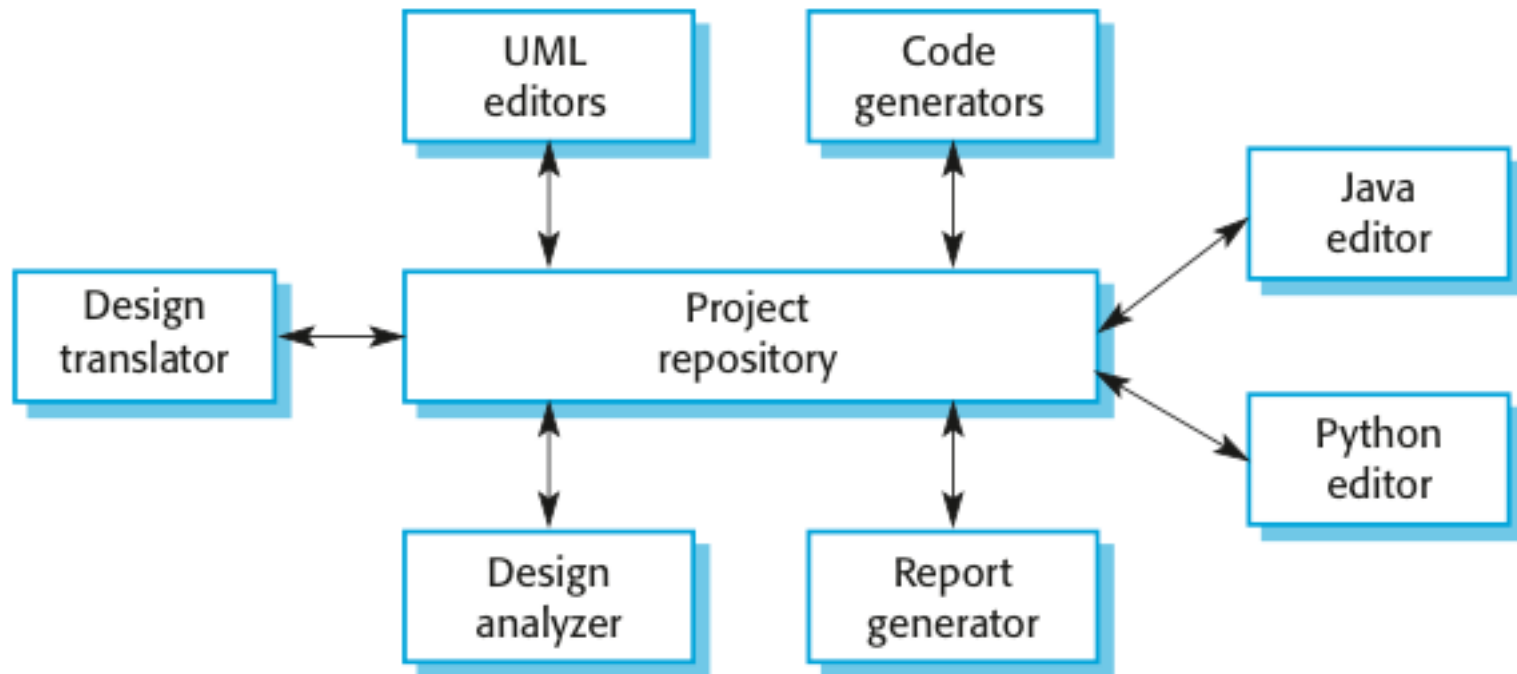 UML
editors
Code
generators
Java
editor
Design
translator
Project
repository
Python
editor
Design
analyzer
Report
generator